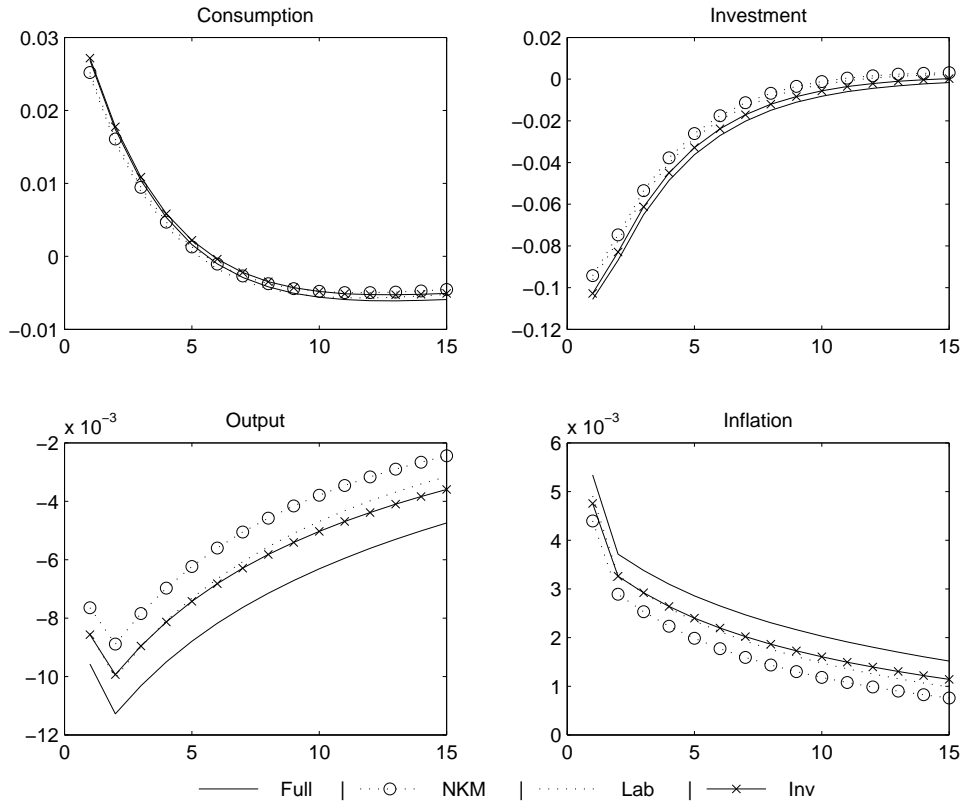 Consumption
0.03
0.02
0.01
0
−0.01
0 5 10 15
Investment
0.02
0
−0.02
−0.04
−0.06
−0.08
−0.1
−0.12
0 5 10 15
Output
x 10−3
−2
−4
−6
−8
−10
−12
0 5 10 15
Inflation
x 10−3
6
5
4
3
2
1
0
0 5 10 15
Full | NKM | Lab | Inv